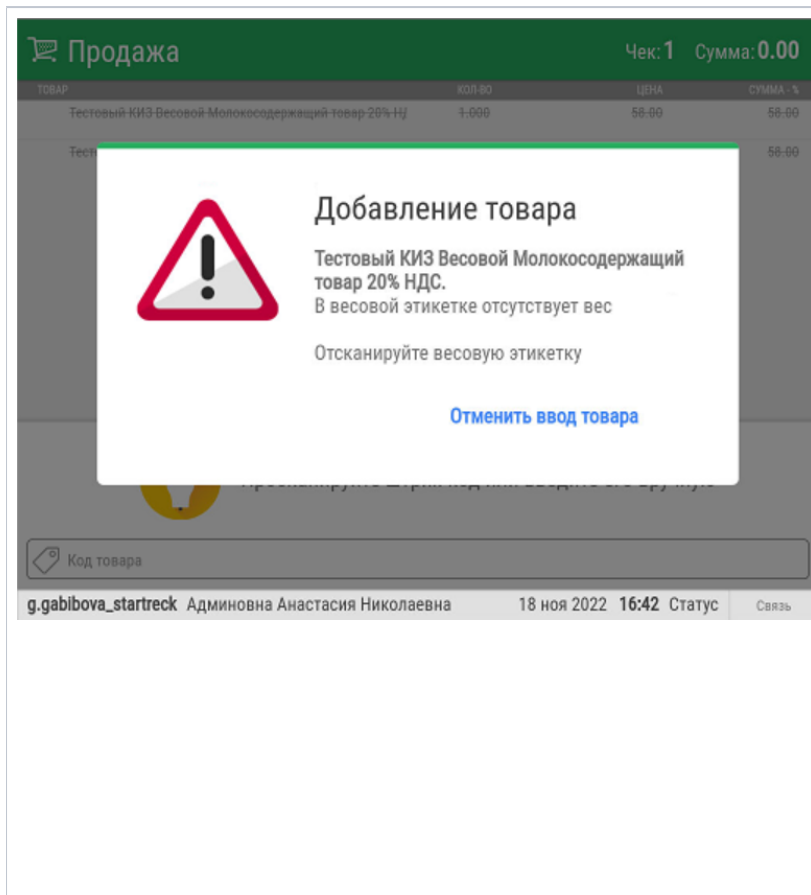 Продажа Чек: 1 Сумма: 0.00
ТОВАР КОЛ-ВО ЦЕНА СУММА - %
Тестовый КИЗ Весовой Молокосодержащий товар 20% НД 1.000 58.00 58.00
58.00
Добавление товара
Тестовый КИЗ Весовой Молокосодержащий
товар 20% НДС.
В весовой этикетке отсутствует вес
Отсканируйте весовую этикетку
Отменить ввод товара
Код товара
g.gabibova_startreck Админовна Анастасия Николаевна 18 ноя 2022 16:42 Статус Связь